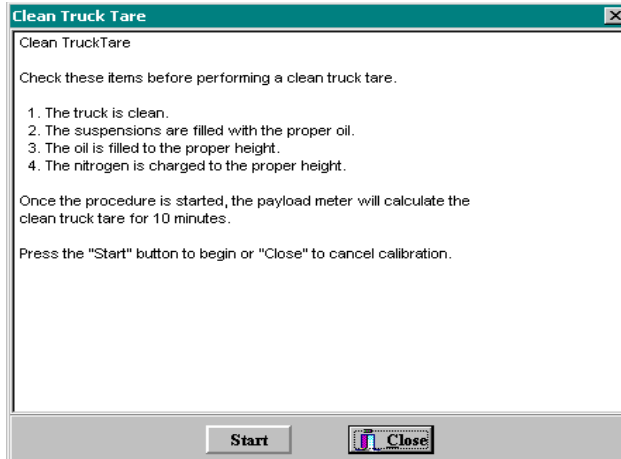 Clean Truck Tare
Clean TruckTare
Check these items before performing a clean truck tare.
1. The truck is clean.
2. The suspensions are filled with the proper oil.
3. The oil is filled to the proper height.
4. The nitrogen is charged to the proper height.
Once the procedure is started, the payload meter will calculate the
clean truck tare for 10 minutes.
Press the "Start" button to begin or "Close" to cancel calibration.
Start
Close